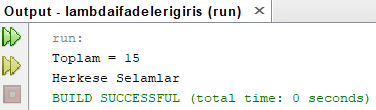 Output - lambdaifadelerigiris (run)
run:
Toplam = 15
Herkese Selamlar
BUILD SUCCESSFUL (total time: 0 seconds)